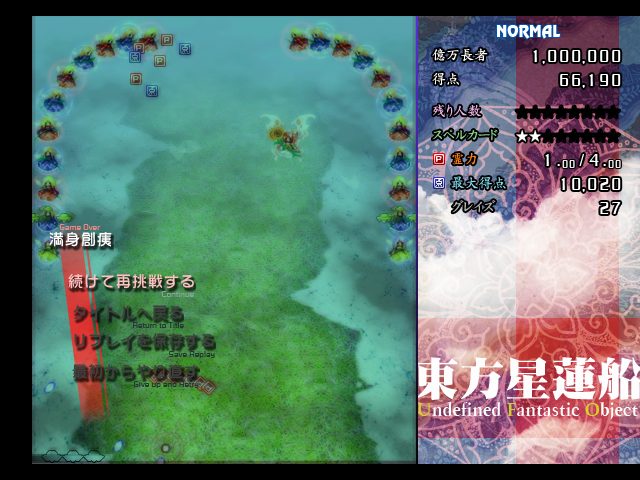 NORMAL
億万長者 1,000,000
得点 66,190
残り人数
スペルカード
P 霊力 1.00/4.00
点 最大得点 10,020
グレイズ 27
Game Over
満身創痍
続けて再挑戦する
Continue
タイトルへ戻る
Return to Title
リプレイを保存する
Save Replay
最初からやり直す
Give up and Retry
東方星蓮船
Undefined Fantastic Object